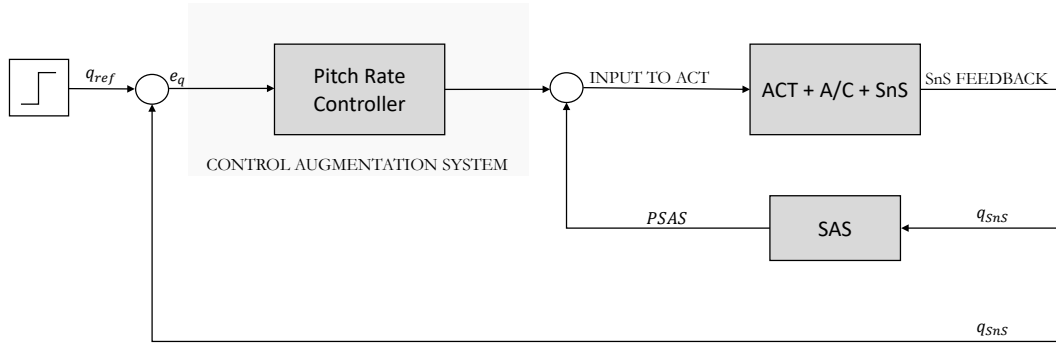 q_ref
e_q
Pitch Rate
Controller
CONTROL AUGMENTATION SYSTEM
INPUT TO ACT
ACT + A/C + SnS
SnS FEEDBACK
PSAS
SAS
q_SnS
q_SnS